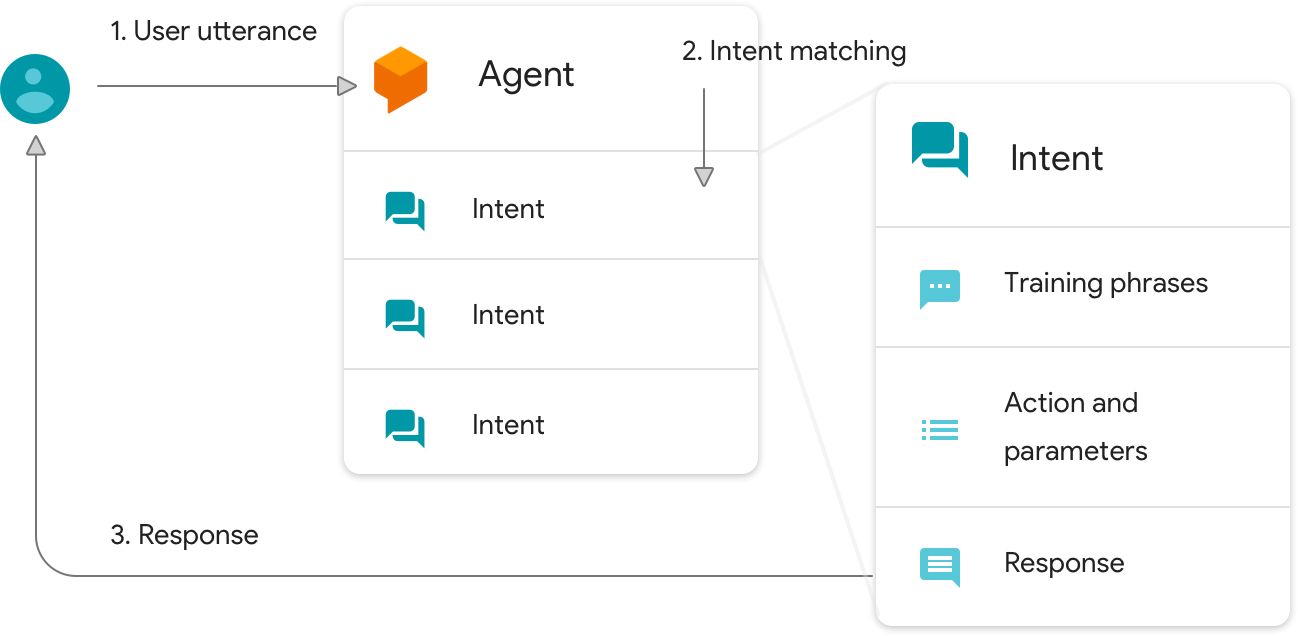 1. User utterance
Agent
2. Intent matching
Intent
Intent
Intent
Intent
Training phrases
Action and
parameters
Response
3. Response